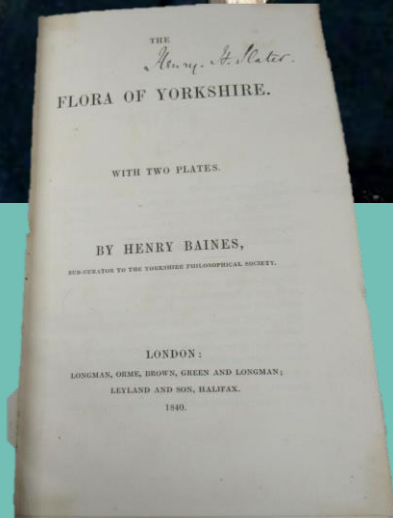 THE
Henry. H. Slater.
FLORA OF YORKSHIRE.
WITH TWO PLATES.
BY HENRY BAINES,
SUB-CURATOR TO THE YORKSHIRE PHILOSOPHICAL SOCIETY.
LONDON:
LONGMAN, ORME, BROWN, GREEN AND LONGMAN;
LEYLAND AND SON, HALIFAX.
1840.